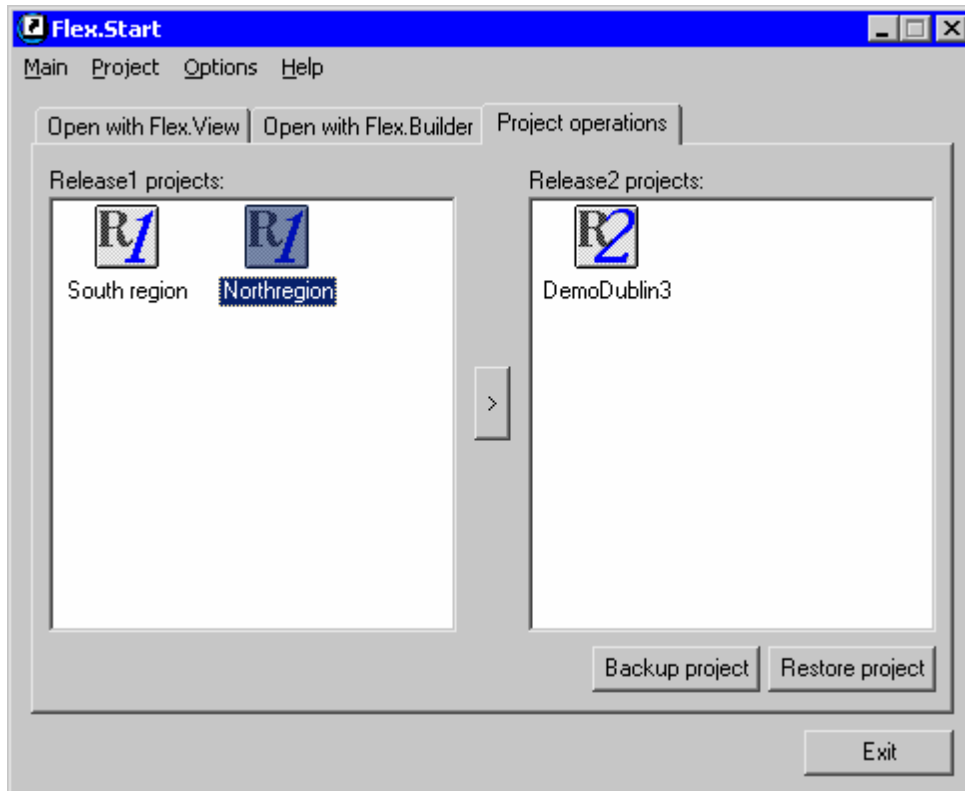 Flex.Start
Main Project Options Help
Open with Flex.View Open with Flex.Builder Project operations
Release1 projects: Release2 projects:
R1 R1 R2
South region Northregion DemoDublin3
>
Backup project Restore project
Exit